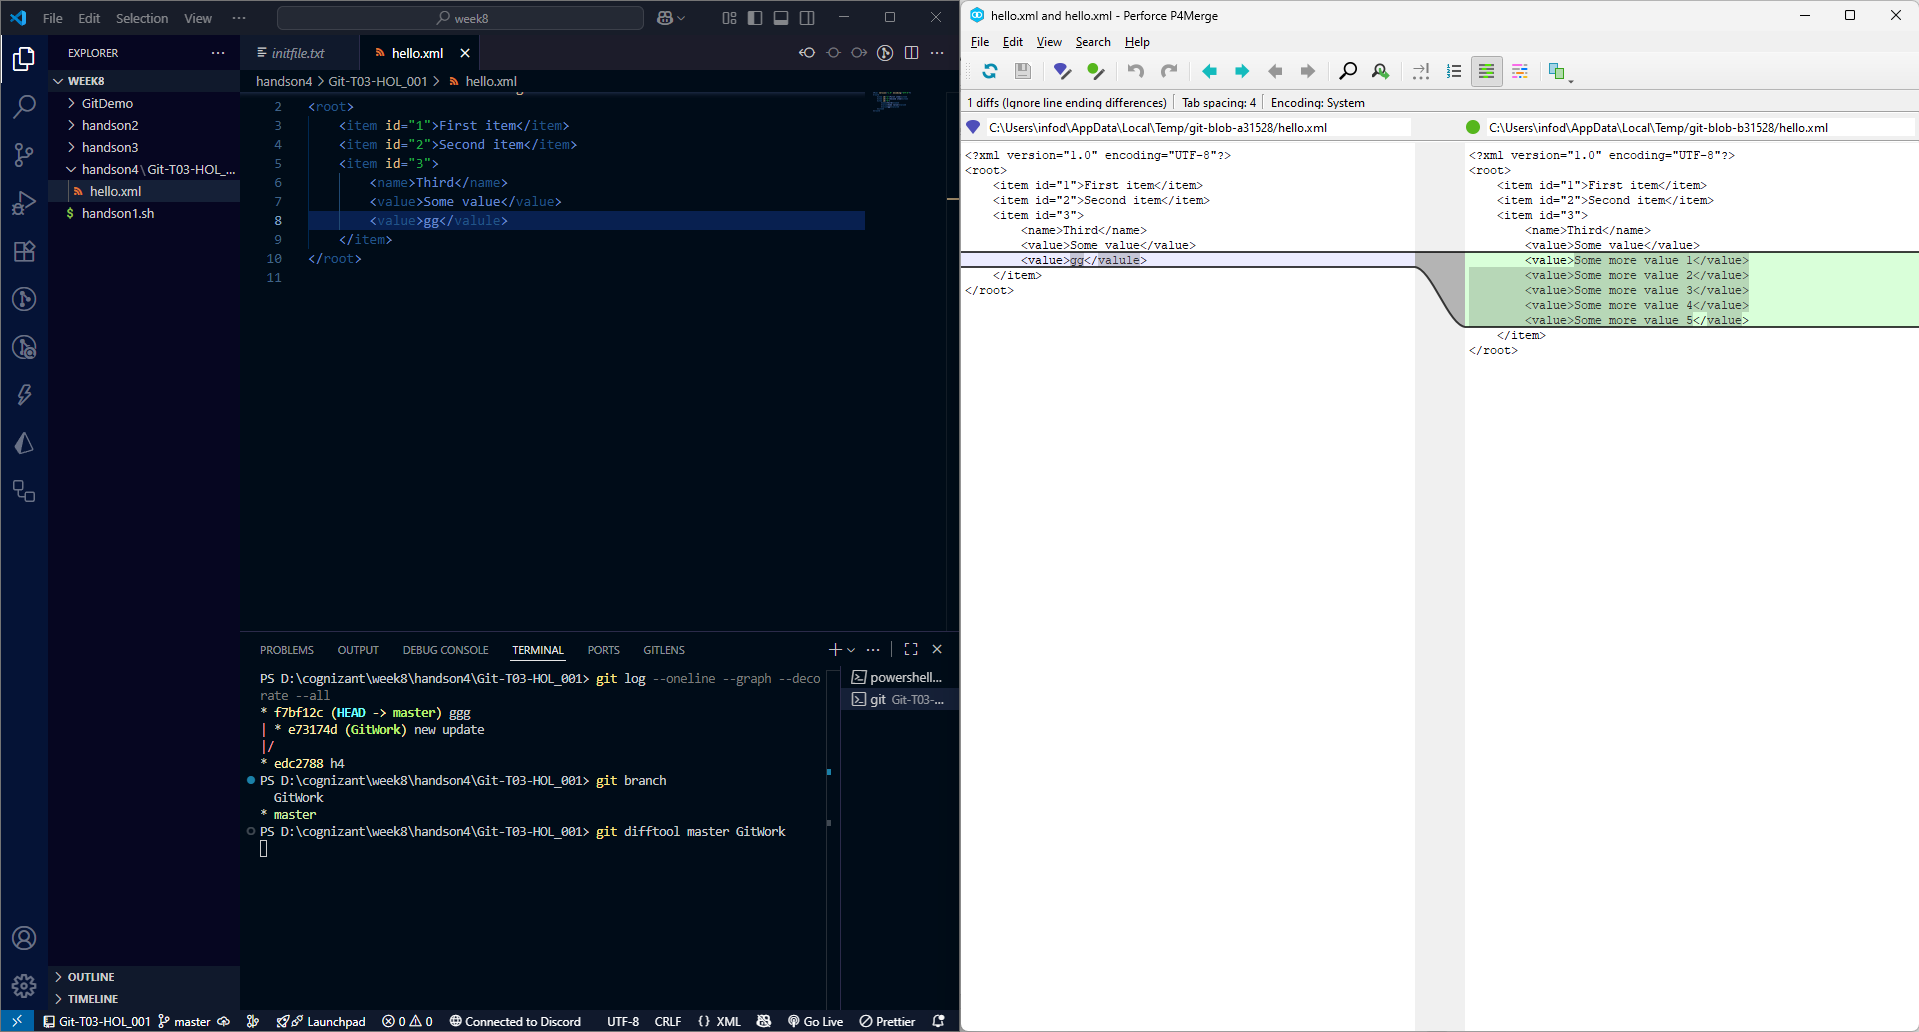 File Edit Selection View ··· week8
EXPLORER ···
WEEK8
GitDemo
handson2
handson3
handson4\Git-T03-HOL_...
hello.xml
$ handson1.sh
OUTLINE
TIMELINE
initfile.txt hello.xml
handson4 > Git-T03-HOL_001 > hello.xml
2 <root>
3 <item id="1">First item</item>
4 <item id="2">Second item</item>
5 <item id="3">
6 <name>Third</name>
7 <value>Some value</value>
8 <value>gg</valule>
9 </item>
10 </root>
11
PROBLEMS OUTPUT DEBUG CONSOLE TERMINAL PORTS GITLENS
PS D:\cognizant\week8\handson4\Git-T03-HOL_001> git log --oneline --graph --deco
rate --all
* f7bf12c (HEAD -> master) ggg
| * e73174d (GitWork) new update
|/
* edc2788 h4
PS D:\cognizant\week8\handson4\Git-T03-HOL_001> git branch
GitWork
* master
PS D:\cognizant\week8\handson4\Git-T03-HOL_001> git difftool master GitWork
powershell...
git Git-T03-...
Git-T03-HOL_001 master Launchpad 0 0 Connected to Discord UTF-8 CRLF {} XML Go Live Prettier
hello.xml and hello.xml - Perforce P4Merge
File Edit View Search Help
1 diffs (Ignore line ending differences) Tab spacing: 4 Encoding: System
C:\Users\infod\AppData\Local\Temp/git-blob-a31528/hello.xml
<?xml version="1.0" encoding="UTF-8"?>
<root>
<item id="1">First item</item>
<item id="2">Second item</item>
<item id="3">
<name>Third</name>
<value>Some value</value>
<value>gg</valule>
</item>
</root>
C:\Users\infod\AppData\Local\Temp/git-blob-b31528/hello.xml
<?xml version="1.0" encoding="UTF-8"?>
<root>
<item id="1">First item</item>
<item id="2">Second item</item>
<item id="3">
<name>Third</name>
<value>Some value</value>
<value>Some more value 1</value>
<value>Some more value 2</value>
<value>Some more value 3</value>
<value>Some more value 4</value>
<value>Some more value 5</value>
</item>
</root>